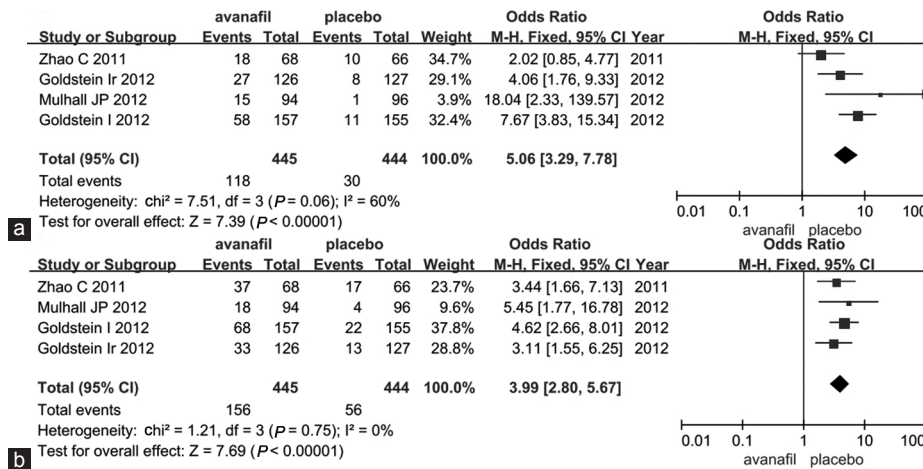 avanafil placebo Odds Ratio Odds Ratio
Study or Subgroup Events Total Events Total Weight M-H, Fixed, 95% CI Year M-H, Fixed, 95% CI
Zhao C 2011 18 68 10 66 34.7% 2.02 [0.85, 4.77] 2011
Goldstein Ir 2012 27 126 8 127 29.1% 4.06 [1.76, 9.33] 2012
Mulhall JP 2012 15 94 1 96 3.9% 18.04 [2.33, 139.57] 2012
Goldstein I 2012 58 157 11 155 32.4% 7.67 [3.83, 15.34] 2012
Total (95% CI) 445 444 100.0% 5.06 [3.29, 7.78]
Total events 118 30
Heterogeneity: chi² = 7.51, df = 3 (P = 0.06); I² = 60%
Test for overall effect: Z = 7.39 (P < 0.00001)
0.01 0.1 1 10 100
avanafil placebo
a
avanafil placebo Odds Ratio Odds Ratio
Study or Subgroup Events Total Events Total Weight M-H, Fixed, 95% CI Year M-H, Fixed, 95% CI
Zhao C 2011 37 68 17 66 23.7% 3.44 [1.66, 7.13] 2011
Mulhall JP 2012 18 94 4 96 9.6% 5.45 [1.77, 16.78] 2012
Goldstein I 2012 68 157 22 155 37.8% 4.62 [2.66, 8.01] 2012
Goldstein Ir 2012 33 126 13 127 28.8% 3.11 [1.55, 6.25] 2012
Total (95% CI) 445 444 100.0% 3.99 [2.80, 5.67]
Total events 156 56
Heterogeneity: chi² = 1.21, df = 3 (P = 0.75); I² = 0%
Test for overall effect: Z = 7.69 (P < 0.00001)
0.01 0.1 1 10 100
avanafil placebo
b